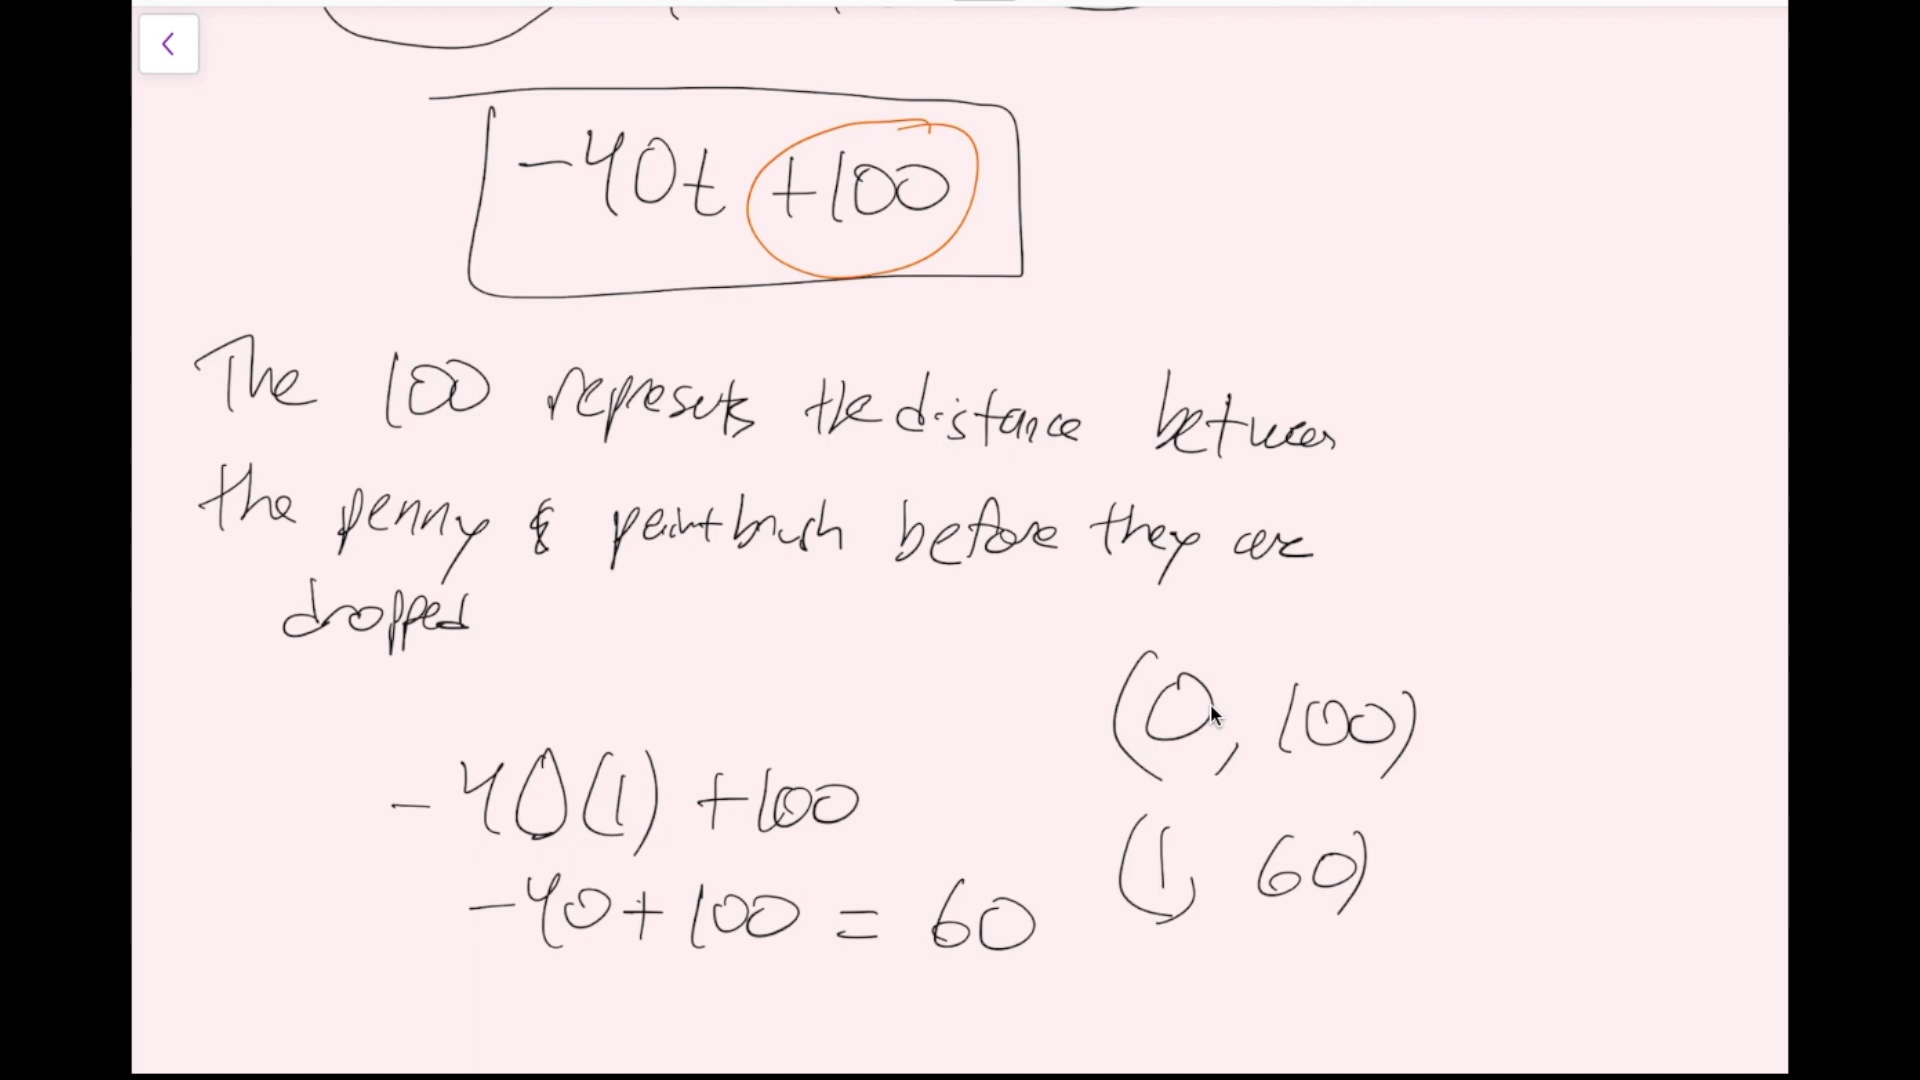 -40t +100
The 100 represents the distance between
the penny & paintbrush before they are
dropped
(0, 100)
-40(1) +100
(1, 60)
-40+100 = 60